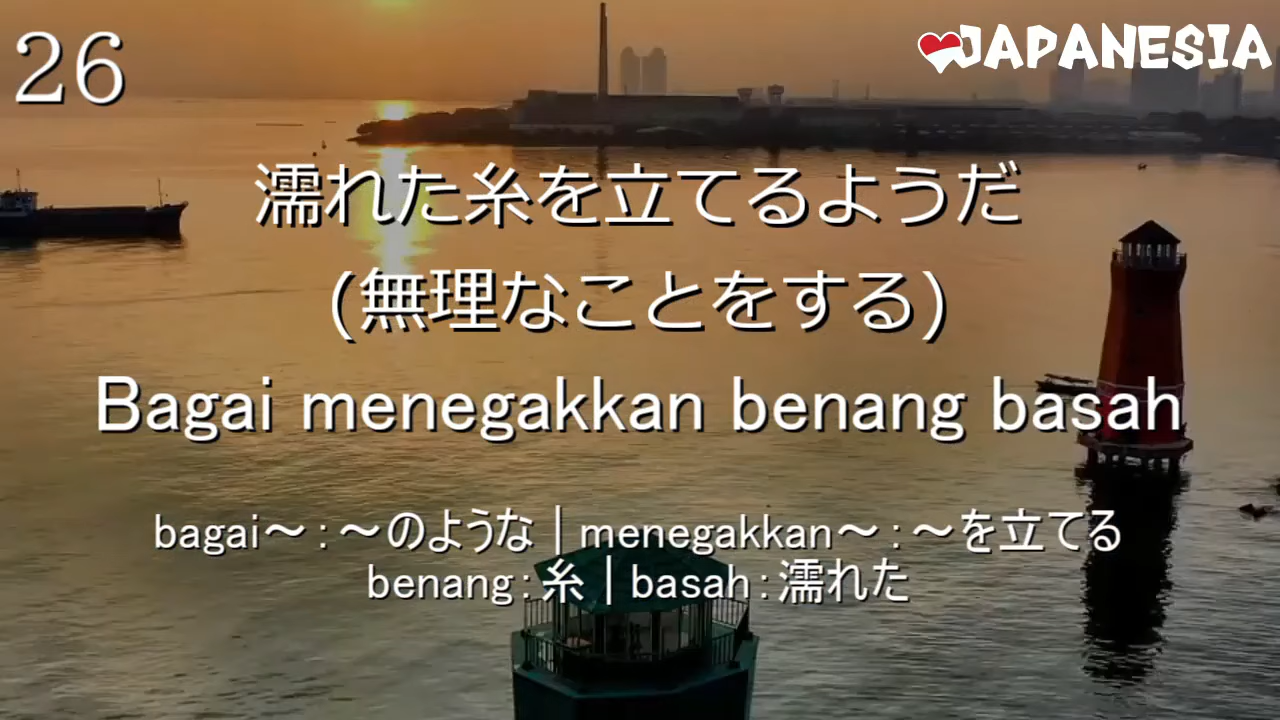 26
JAPANESIA
濡れた糸を立てるようだ
(無理なことをする)
Bagai menegakkan benang basah
bagai〜：〜のような｜menegakkan〜：〜を立てる
benang：糸｜basah：濡れた